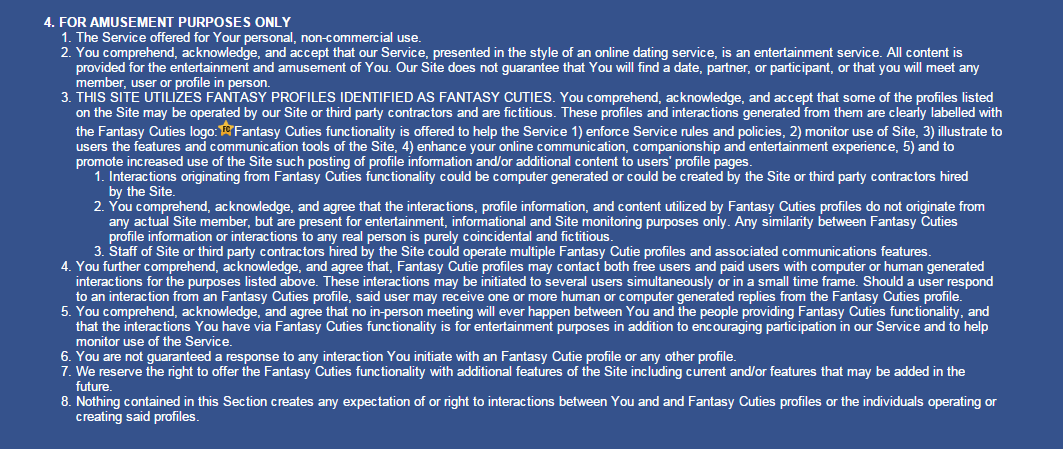 4. FOR AMUSEMENT PURPOSES ONLY
1. The Service offered for Your personal, non-commercial use.
2. You comprehend, acknowledge, and accept that our Service, presented in the style of an online dating service, is an entertainment service. All content is
provided for the entertainment and amusement of You. Our Site does not guarantee that You will find a date, partner, or participant, or that you will meet any
member, user or profile in person.
3. THIS SITE UTILIZES FANTASY PROFILES IDENTIFIED AS FANTASY CUTIES. You comprehend, acknowledge, and accept that some of the profiles listed
on the Site may be operated by our Site or third party contractors and are fictitious. These profiles and interactions generated from them are clearly labelled with
the Fantasy Cuties logo: Fantasy Cuties functionality is offered to help the Service 1) enforce Service rules and policies, 2) monitor use of Site, 3) illustrate to
users the features and communication tools of the Site, 4) enhance your online communication, companionship and entertainment experience, 5) and to
promote increased use of the Site such posting of profile information and/or additional content to users' profile pages.
1. Interactions originating from Fantasy Cuties functionality could be computer generated or could be created by the Site or third party contractors hired
by the Site.
2. You comprehend, acknowledge, and agree that the interactions, profile information, and content utilized by Fantasy Cuties profiles do not originate from
any actual Site member, but are present for entertainment, informational and Site monitoring purposes only. Any similarity between Fantasy Cuties
profile information or interactions to any real person is purely coincidental and fictitious.
3. Staff of Site or third party contractors hired by the Site could operate multiple Fantasy Cutie profiles and associated communications features.
4. You further comprehend, acknowledge, and agree that, Fantasy Cutie profiles may contact both free users and paid users with computer or human generated
interactions for the purposes listed above. These interactions may be initiated to several users simultaneously or in a small time frame. Should a user respond
to an interaction from an Fantasy Cuties profile, said user may receive one or more human or computer generated replies from the Fantasy Cuties profile.
5. You comprehend, acknowledge, and agree that no in-person meeting will ever happen between You and the people providing Fantasy Cuties functionality, and
that the interactions You have via Fantasy Cuties functionality is for entertainment purposes in addition to encouraging participation in our Service and to help
monitor use of the Service.
6. You are not guaranteed a response to any interaction You initiate with an Fantasy Cutie profile or any other profile.
7. We reserve the right to offer the Fantasy Cuties functionality with additional features of the Site including current and/or features that may be added in the
future.
8. Nothing contained in this Section creates any expectation of or right to interactions between You and and Fantasy Cuties profiles or the individuals operating or
creating said profiles.